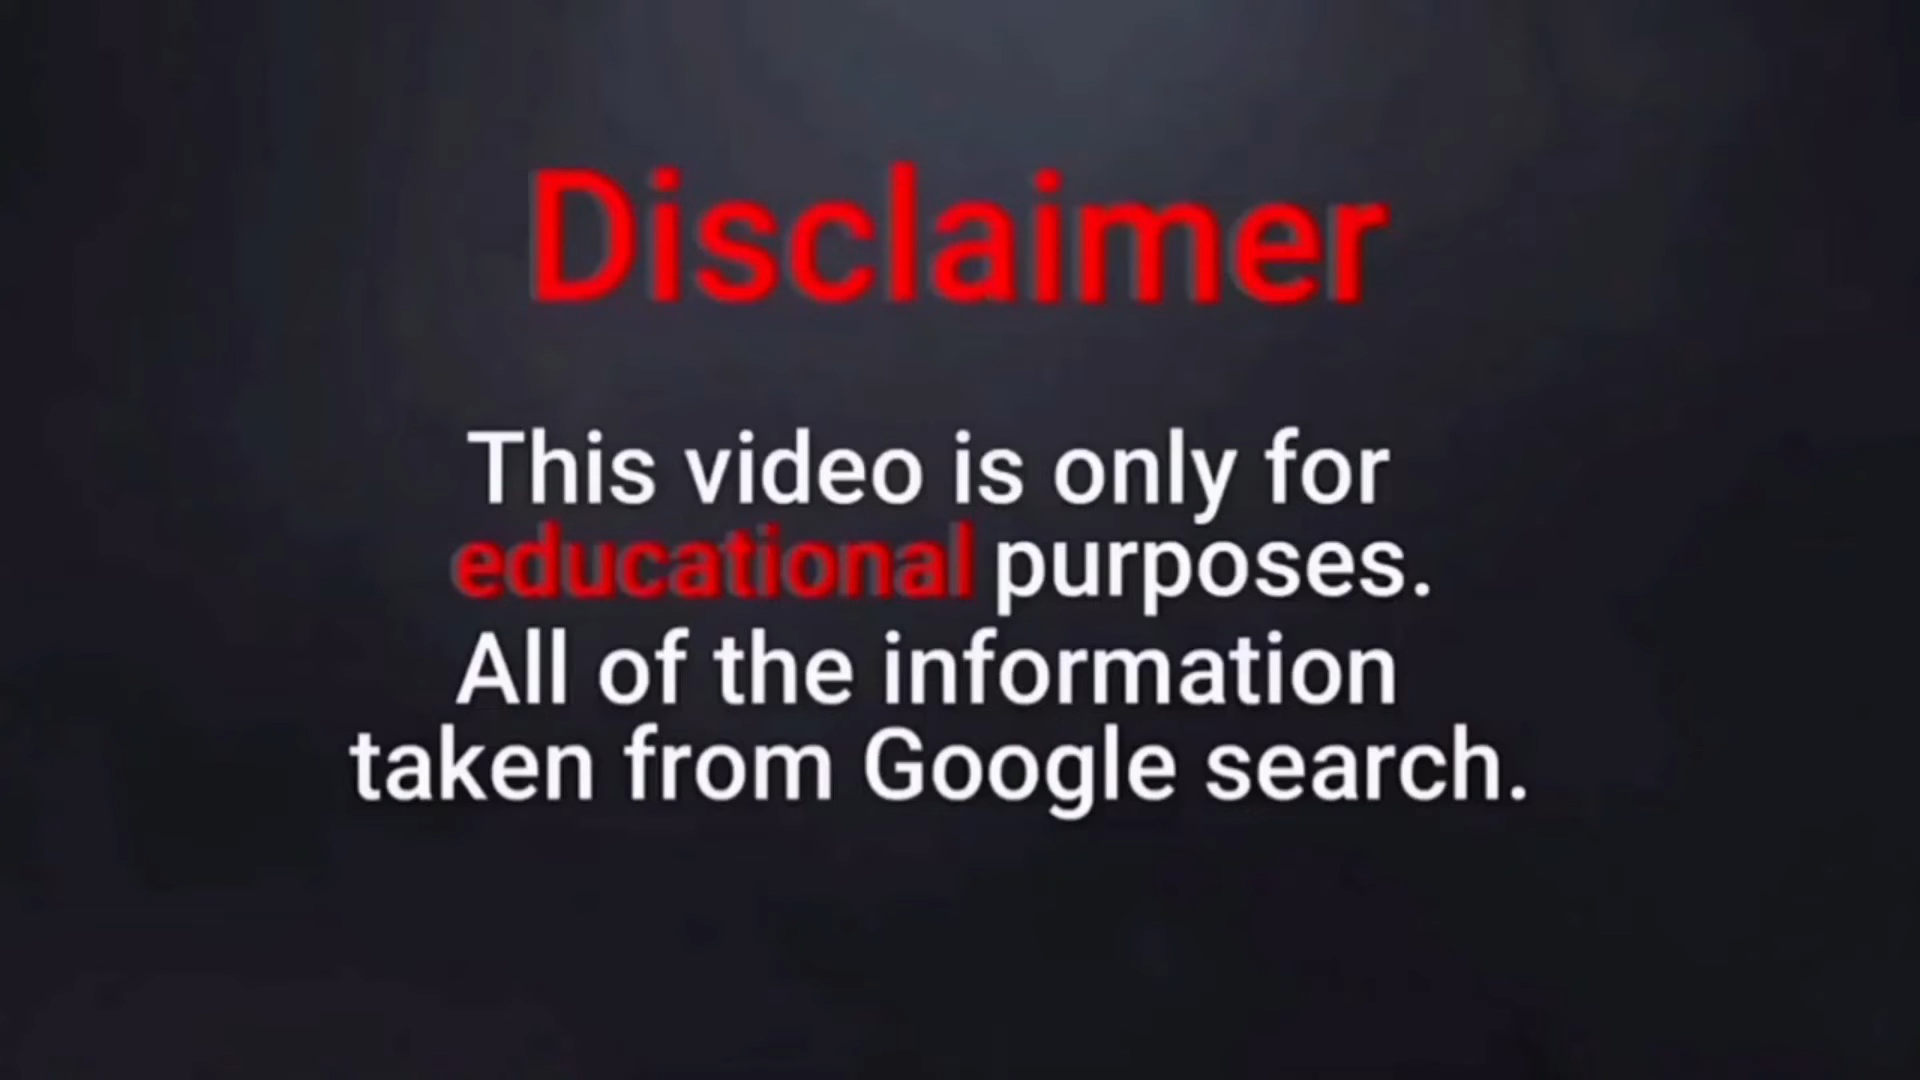 Disclaimer
This video is only for
educational purposes.
All of the information
taken from Google search.